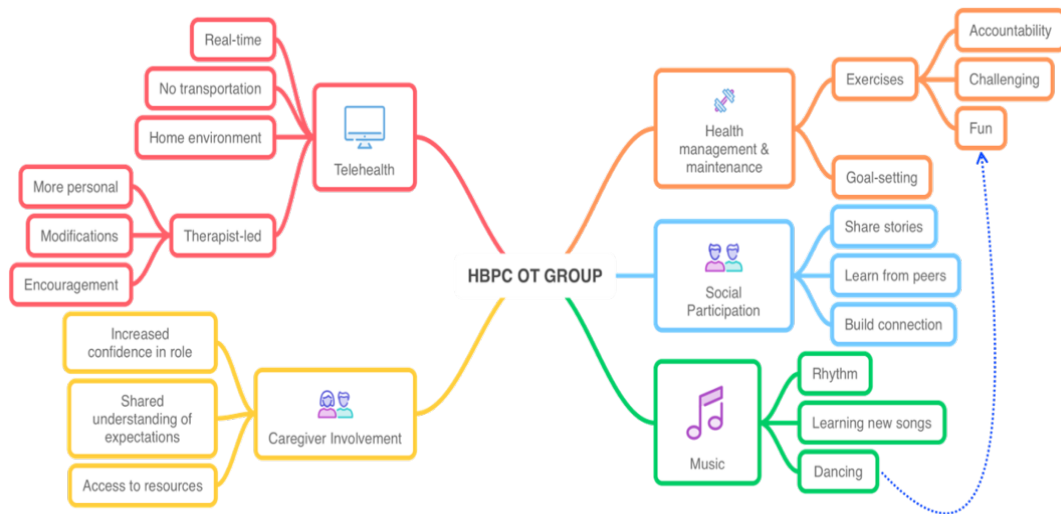 HBPC OT GROUP
Telehealth
Real-time
No transportation
Home environment
Therapist-led
More personal
Modifications
Encouragement
Caregiver Involvement
Increased
confidence in role
Shared
understanding of
expectations
Access to resources
Health
management &
maintenance
Exercises
Accountability
Challenging
Fun
Goal-setting
Social
Participation
Share stories
Learn from peers
Build connection
Music
Rhythm
Learning new songs
Dancing